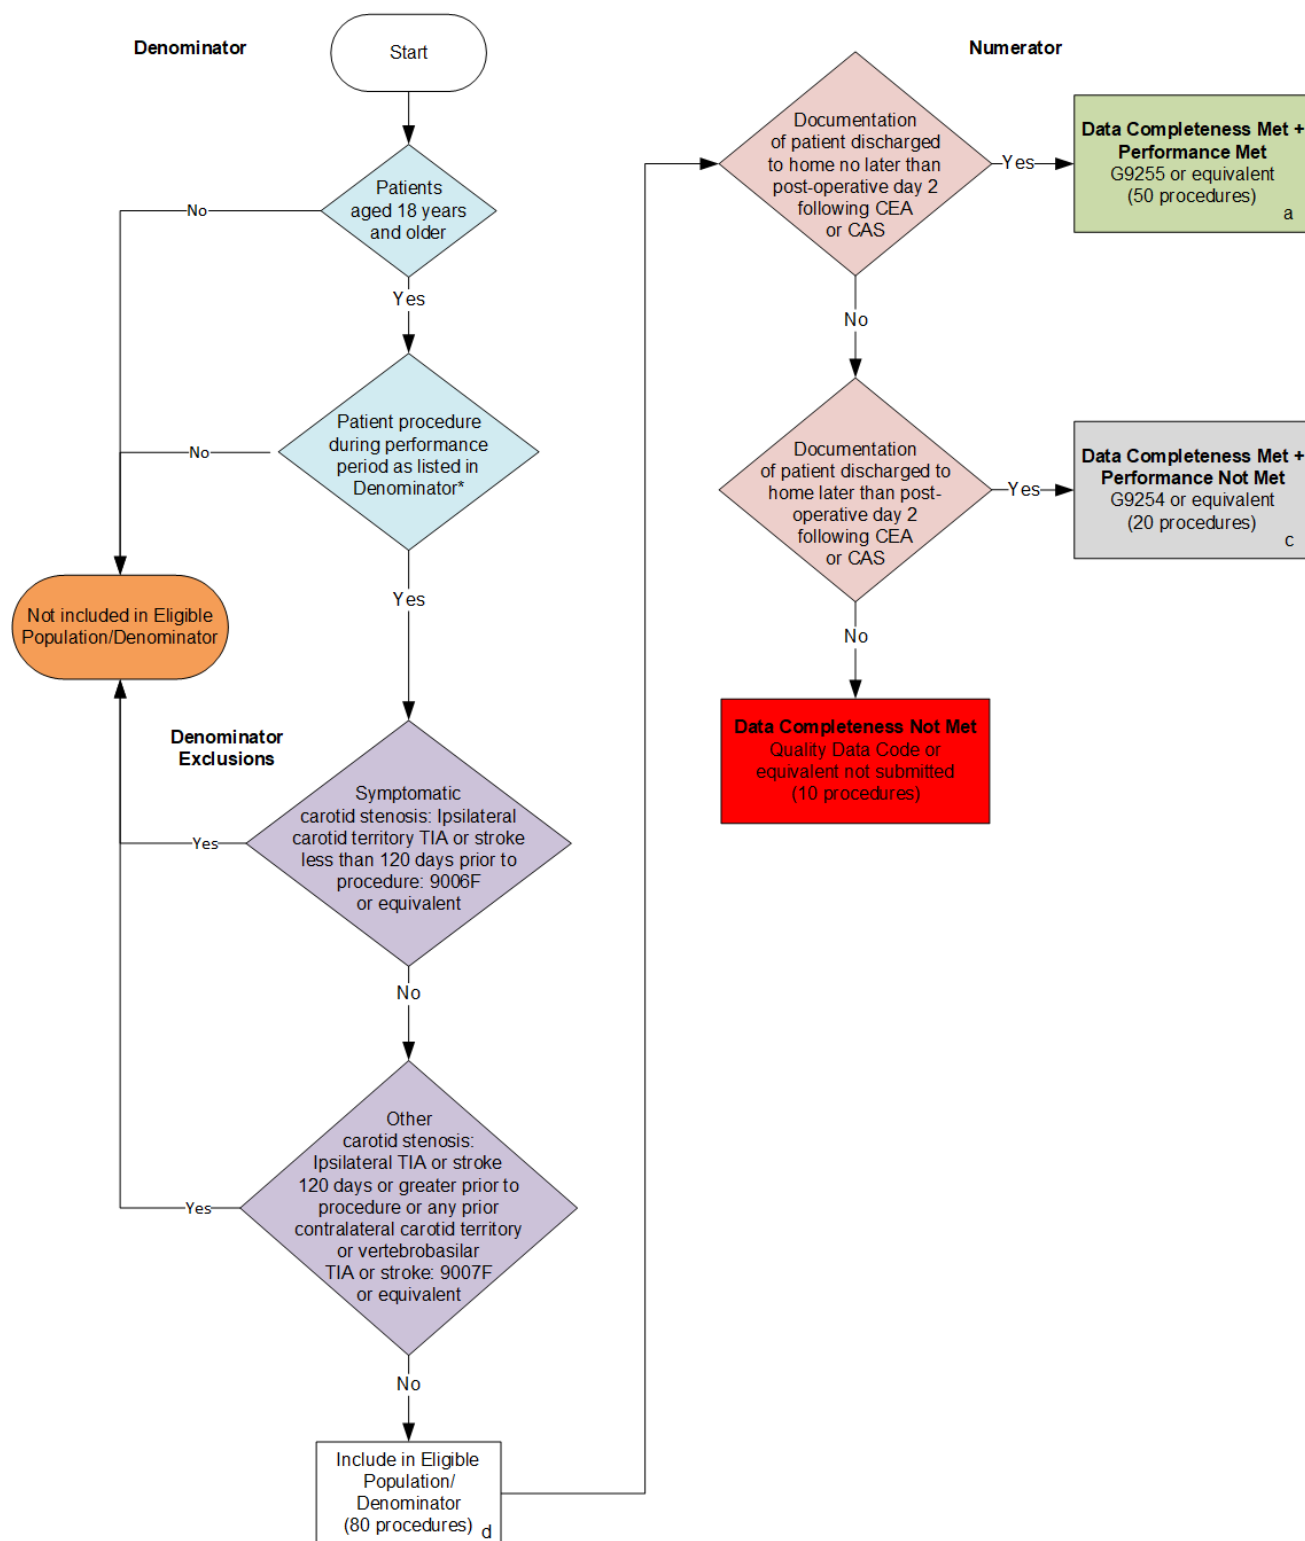 Denominator
Start
Patients
aged 18 years
and older
No
Yes
Patient procedure
during performance
period as listed in
Denominator*
No
Yes
Not included in Eligible
Population/Denominator
Denominator
Exclusions
Symptomatic
carotid stenosis: Ipsilateral
carotid territory TIA or stroke
less than 120 days prior to
procedure: 9006F
or equivalent
Yes
No
Other
carotid stenosis:
Ipsilateral TIA or stroke
120 days or greater prior to
procedure or any prior
contralateral carotid territory
or vertebrobasilar
TIA or stroke: 9007F
or equivalent
Yes
No
Include in Eligible
Population/
Denominator
(80 procedures)
d
Numerator
Documentation
of patient discharged
to home no later than
post-operative day 2
following CEA
or CAS
Yes
Data Completeness Met +
Performance Met
G9255 or equivalent
(50 procedures)
a
No
Documentation
of patient discharged to
home later than post-
operative day 2
following CEA
or CAS
Yes
Data Completeness Met +
Performance Not Met
G9254 or equivalent
(20 procedures)
c
No
Data Completeness Not Met
Quality Data Code or
equivalent not submitted
(10 procedures)